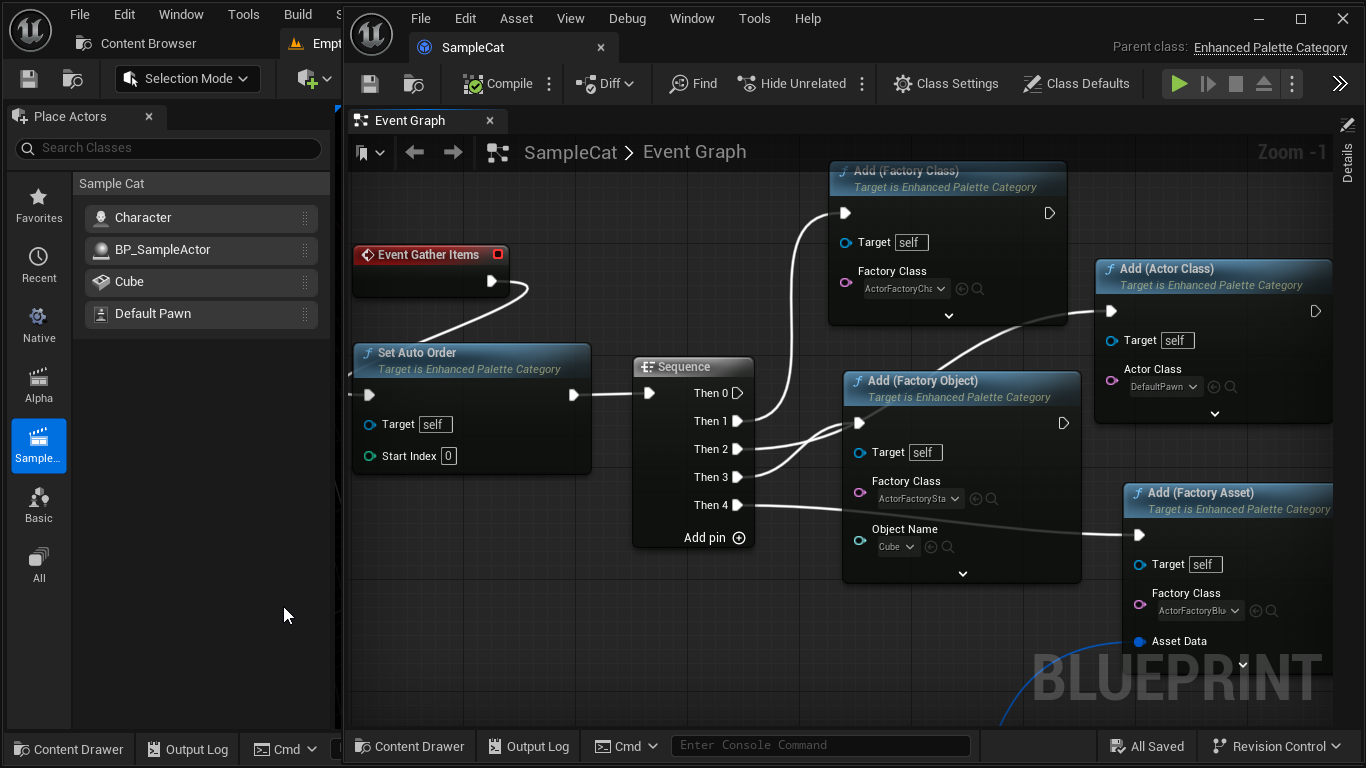 File Edit Window Tools Build S
Content Browser
Empt
Selection Mode
Place Actors
Search Classes
Favorites
Recent
Native
Alpha
Sample...
Basic
All
Sample Cat
Character
BP_SampleActor
Cube
Default Pawn
Content Drawer
Output Log
Cmd
File Edit Asset View Debug Window Tools Help
SampleCat
Parent class: Enhanced Palette Category
Compile
Diff
Find
Hide Unrelated
Class Settings
Class Defaults
Event Graph
SampleCat > Event Graph
Zoom -1
Details
Event Gather Items
Set Auto Order
Target is Enhanced Palette Category
Target self
Start Index 0
Sequence
Then 0
Then 1
Then 2
Then 3
Then 4
Add pin
Add (Factory Class)
Target is Enhanced Palette Category
Target self
Factory Class
ActorFactoryCha
Add (Actor Class)
Target is Enhanced Palette Category
Target self
Actor Class
DefaultPawn
Add (Factory Object)
Target is Enhanced Palette Category
Target self
Factory Class
ActorFactorySta
Object Name
Cube
Add (Factory Asset)
Target is Enhanced Palette Category
Target self
Factory Class
ActorFactoryBlu
Asset Data
BLUEPRINT
Content Drawer
Output Log
Cmd
Enter Console Command
All Saved
Revision Control